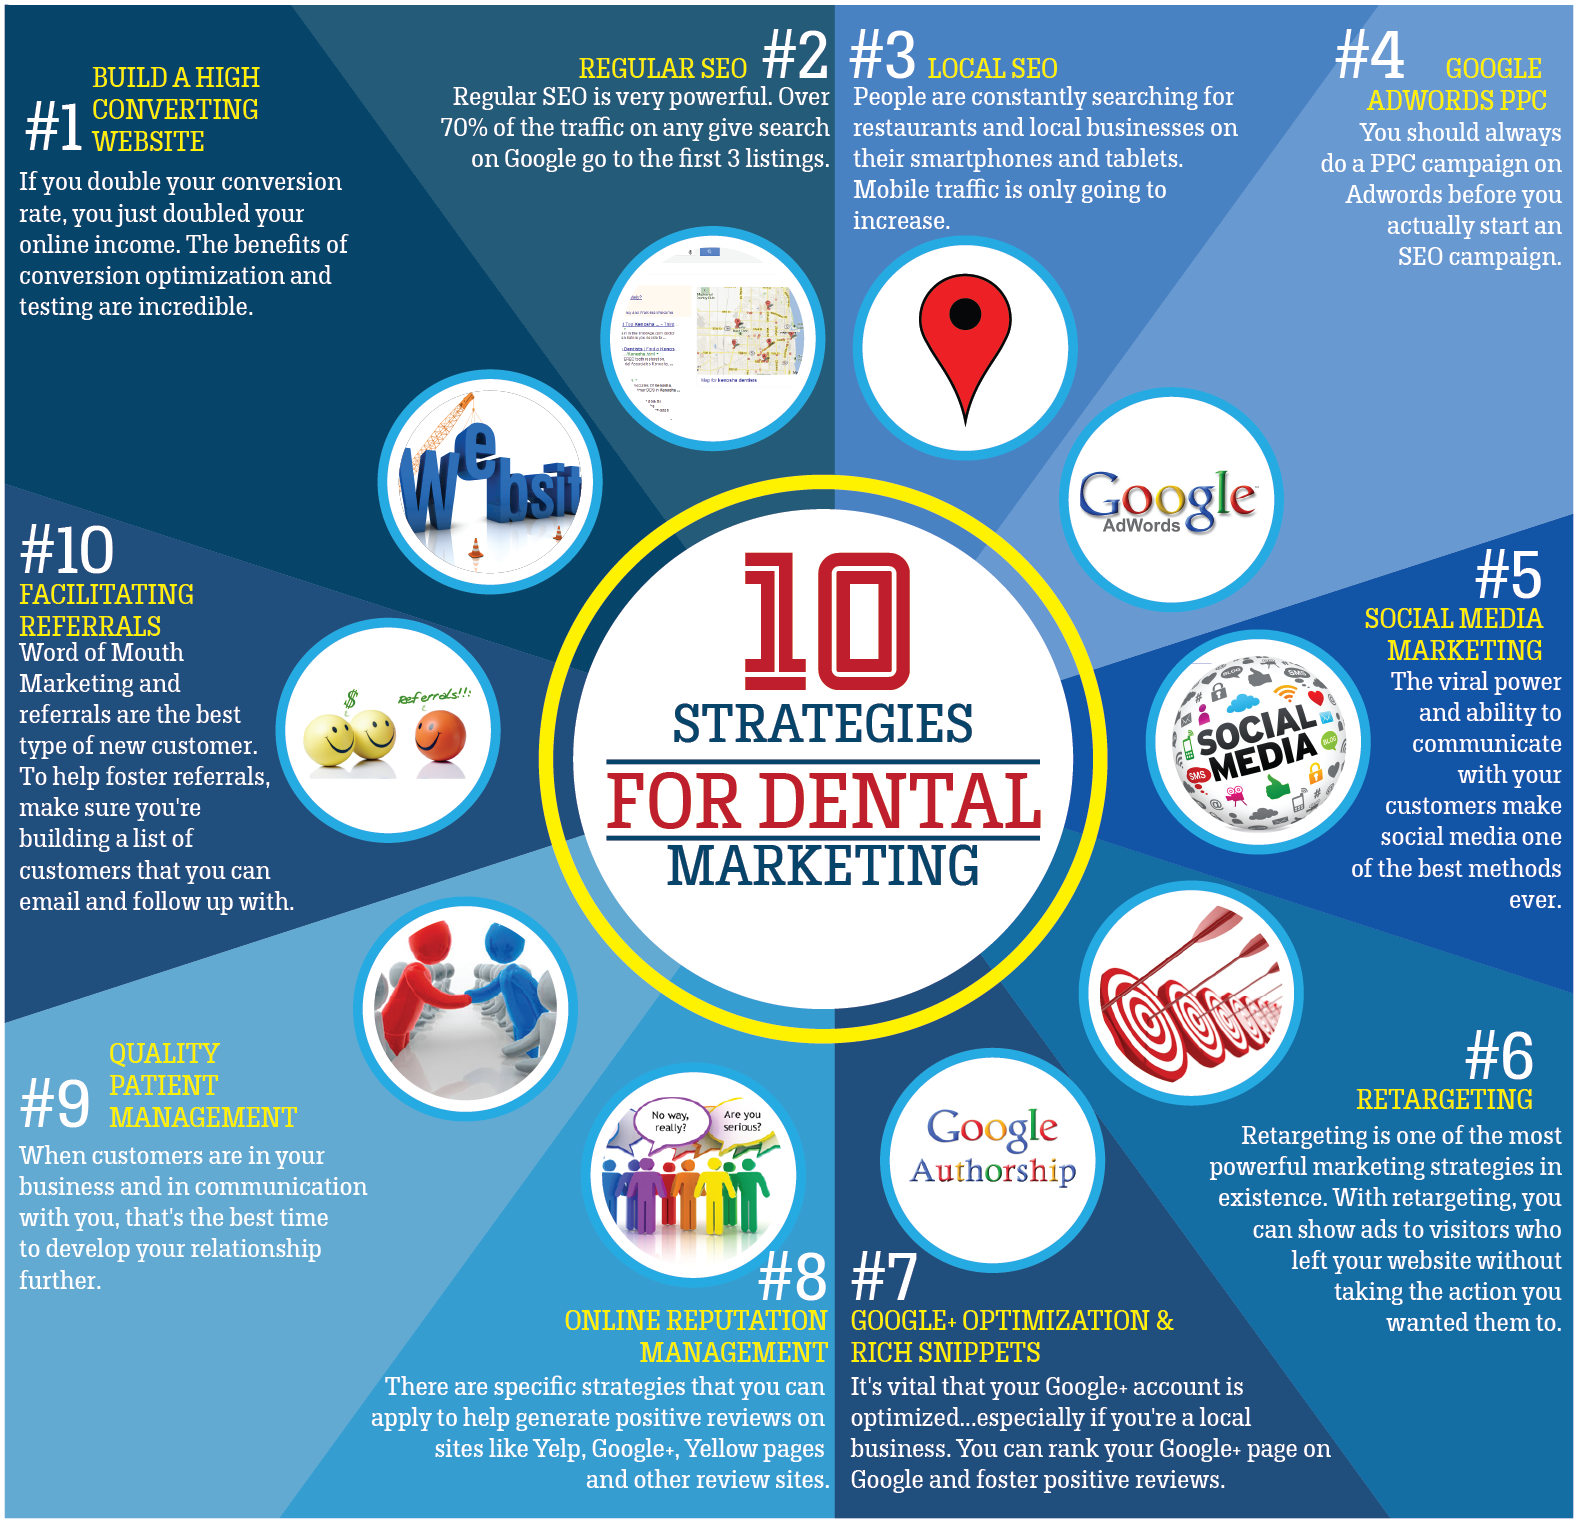 #1
BUILD A HIGH
CONVERTING
WEBSITE
If you double your conversion
rate, you just doubled your
online income. The benefits of
conversion optimization and
testing are incredible.
REGULAR SEO #2
Regular SEO is very powerful. Over
70% of the traffic on any give search
on Google go to the first 3 listings.
#3 LOCAL SEO
People are constantly searching for
restaurants and local businesses on
their smartphones and tablets.
Mobile traffic is only going to
increase.
#4 GOOGLE
ADWORDS PPC
You should always
do a PPC campaign on
Adwords before you
actually start an
SEO campaign.
Map for kenosha dentists
Websit
Google
AdWords
10
STRATEGIES
FOR DENTAL
MARKETING
#5
SOCIAL MEDIA
MARKETING
The viral power
and ability to
communicate
with your
customers make
social media one
of the best methods
ever.
BLOG
SMS
SOCIAL
MEDIA
BLOG
SMS
@
#6
RETARGETING
Retargeting is one of the most
powerful marketing strategies in
existence. With retargeting, you
can show ads to visitors who
left your website without
taking the action you
wanted them to.
Google
Authorship
#7
GOOGLE+ OPTIMIZATION &
RICH SNIPPETS
It's vital that your Google+ account is
optimized...especially if you're a local
business. You can rank your Google+ page on
Google and foster positive reviews.
No way,
really?
Are you
serious?
#8
ONLINE REPUTATION
MANAGEMENT
There are specific strategies that you can
apply to help generate positive reviews on
sites like Yelp, Google+, Yellow pages
and other review sites.
#9
QUALITY
PATIENT
MANAGEMENT
When customers are in your
business and in communication
with you, that's the best time
to develop your relationship
further.
#10
FACILITATING
REFERRALS
Word of Mouth
Marketing and
referrals are the best
type of new customer.
To help foster referrals,
make sure you're
building a list of
customers that you can
email and follow up with.
$
Referrals!!!